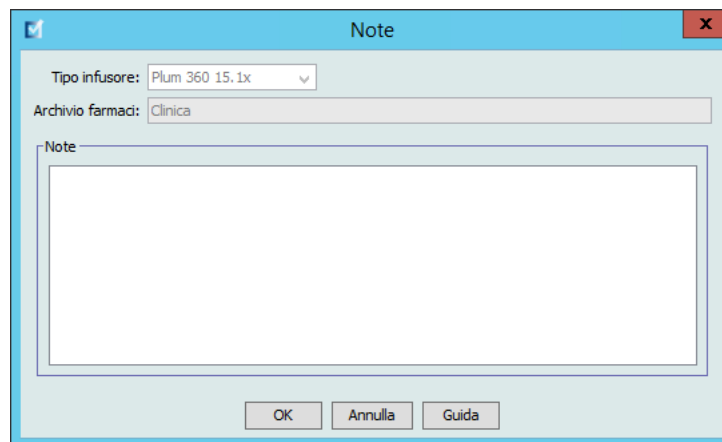 Note
Tipo infusore: Plum 360 15.1x
Archivio farmaci: Clinica
Note
OK Annulla Guida